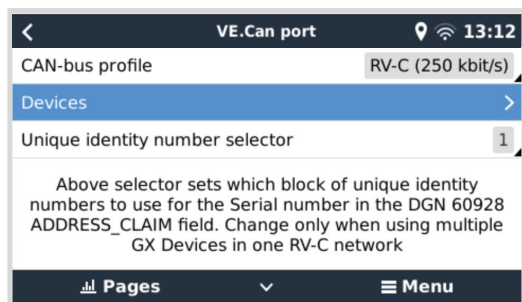 VE.Can port 13:12
CAN-bus profile RV-C (250 kbit/s)
Devices
Unique identity number selector 1
Above selector sets which block of unique identity
numbers to use for the Serial number in the DGN 60928
ADDRESS_CLAIM field. Change only when using multiple
GX Devices in one RV-C network
Pages Menu